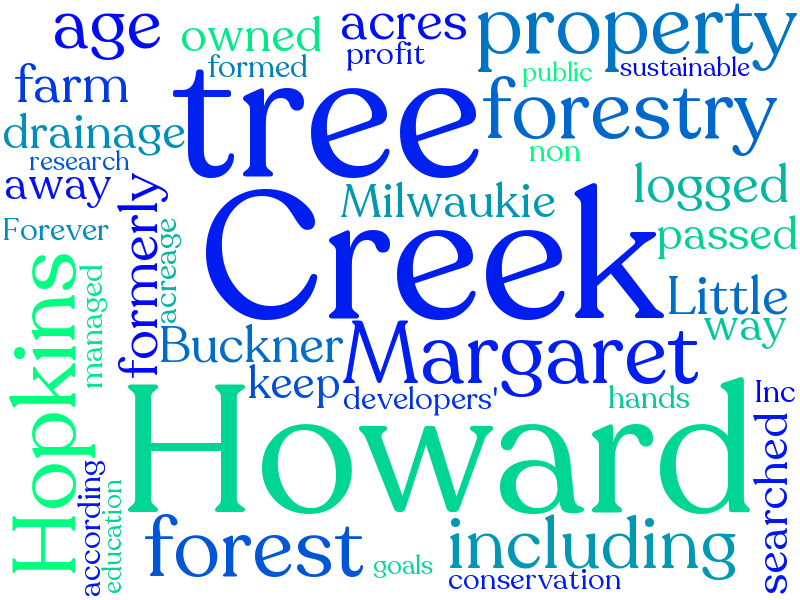 age
owned
acres
property
formed
profit
public
sustainable
farm
tree
forestry
drainage
research
non
away
Milwaukie
logged
Forever
formerly
acreage
Creek
passed
Hopkins
managed
Little
Buckner
Margaret
way
keep
developers'
hands
Inc
Howard
searched
according
education
forest
including
goals
conservation